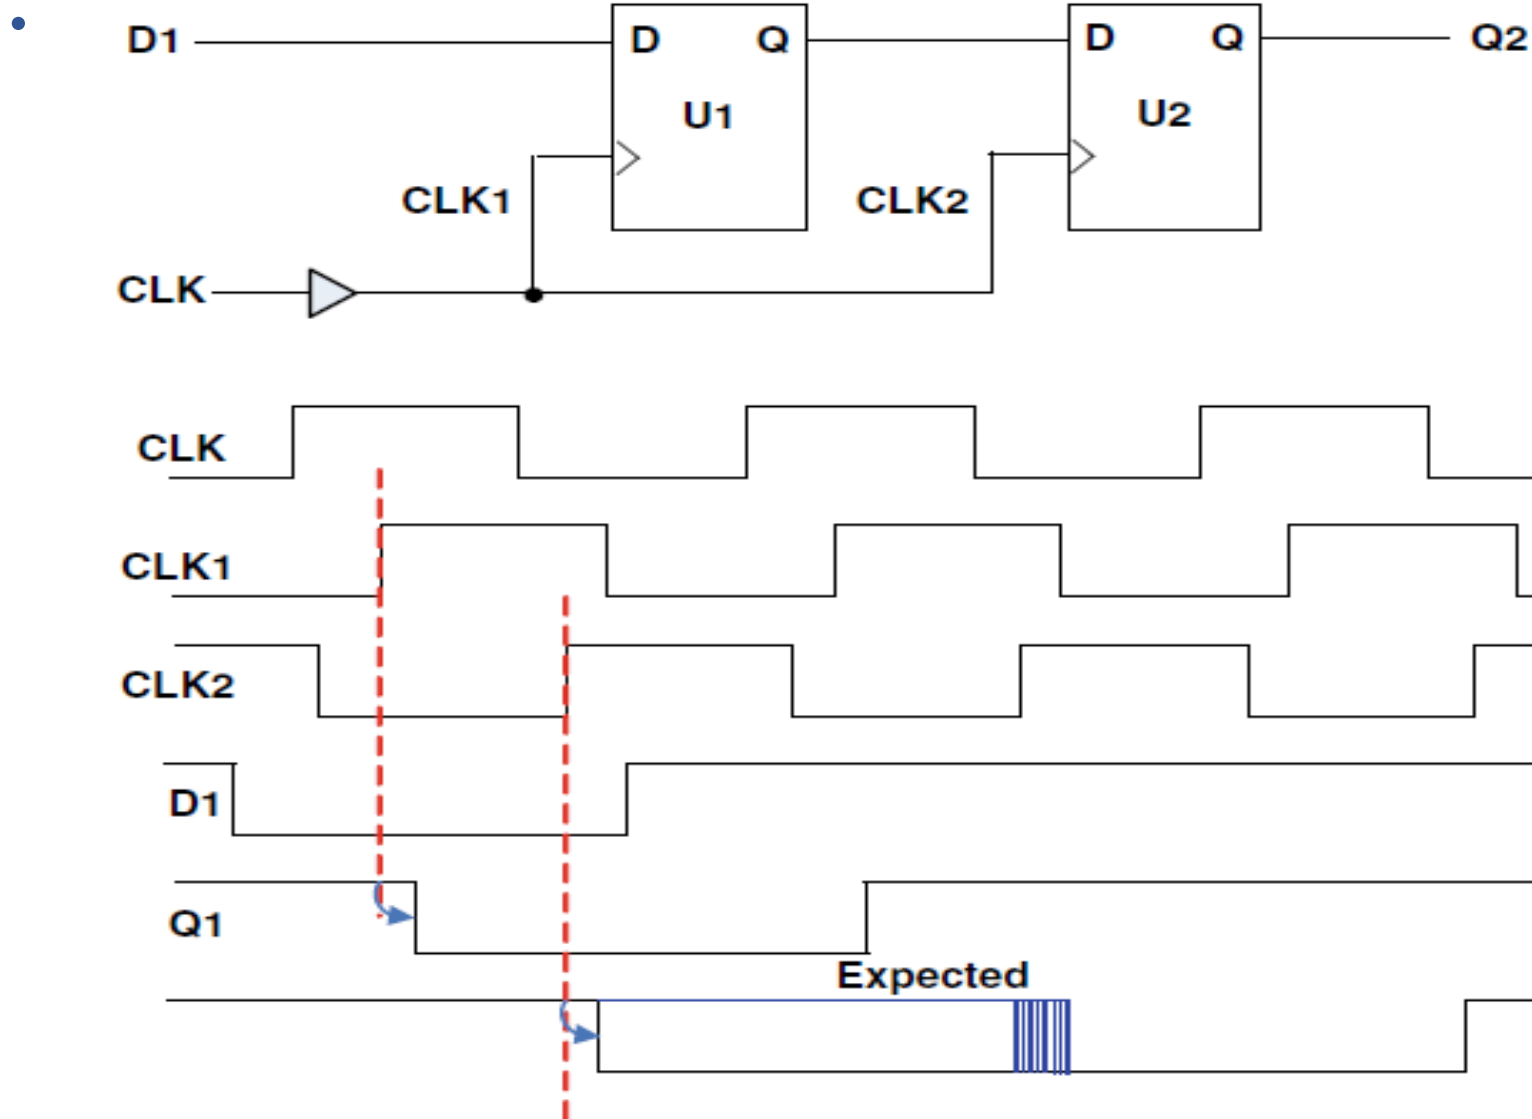 D1 D Q D Q Q2
U1 U2
CLK1 CLK2
CLK
CLK
CLK1
CLK2
D1
Q1
Expected